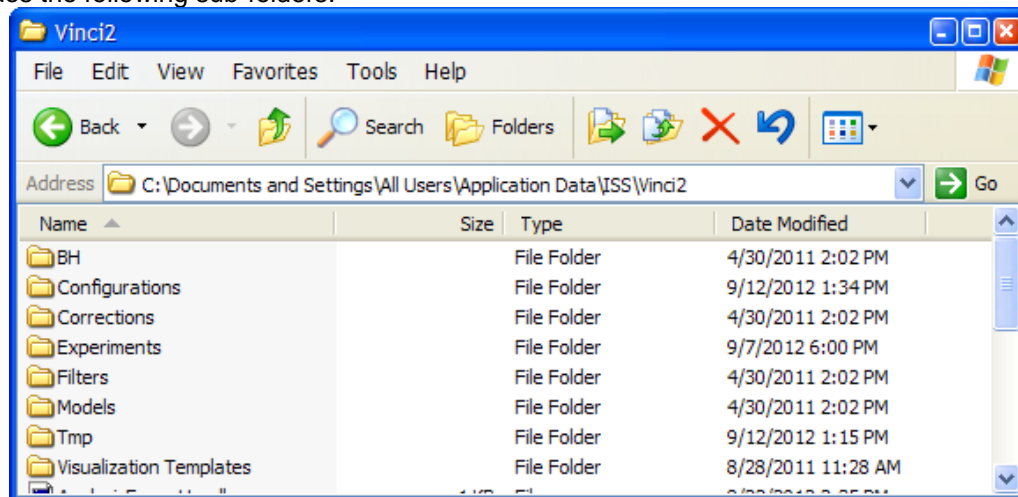 the following sub-folders:
Vinci2
File Edit View Favorites Tools Help
Back Search Folders
Address C:\Documents and Settings\All Users\Application Data\ISS\Vinci2 Go
Name Size Type Date Modified
BH File Folder 4/30/2011 2:02 PM
Configurations File Folder 9/12/2012 1:34 PM
Corrections File Folder 4/30/2011 2:02 PM
Experiments File Folder 9/7/2012 6:00 PM
Filters File Folder 4/30/2011 2:02 PM
Models File Folder 4/30/2011 2:02 PM
Tmp File Folder 9/12/2012 1:15 PM
Visualization Templates File Folder 8/28/2011 11:28 AM